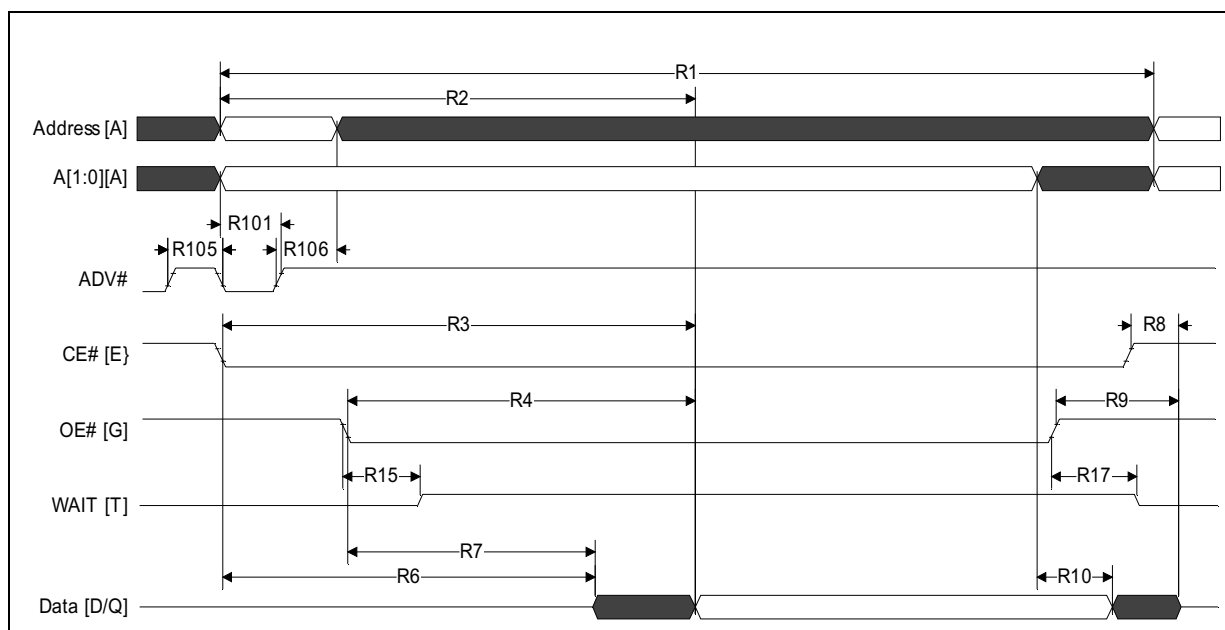 R1
R2
Address [A]
A[1:0][A]
R101
R105
R106
ADV#
R3
R8
CE# [E}
R4
R9
OE# [G]
R15
R17
WAIT [T]
R7
R6
R10
Data [D/Q]